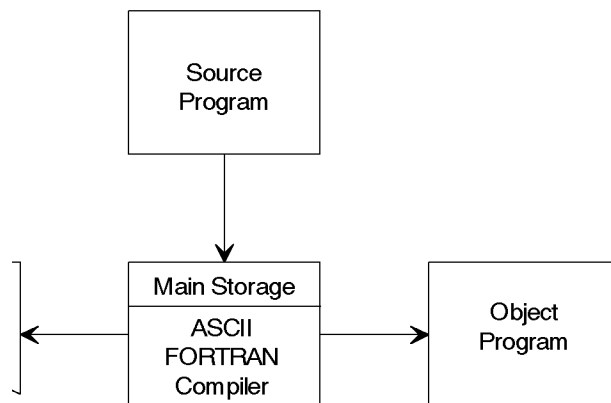 Source
Program
Main Storage
ASCII
FORTRAN
Compiler
Object
Program